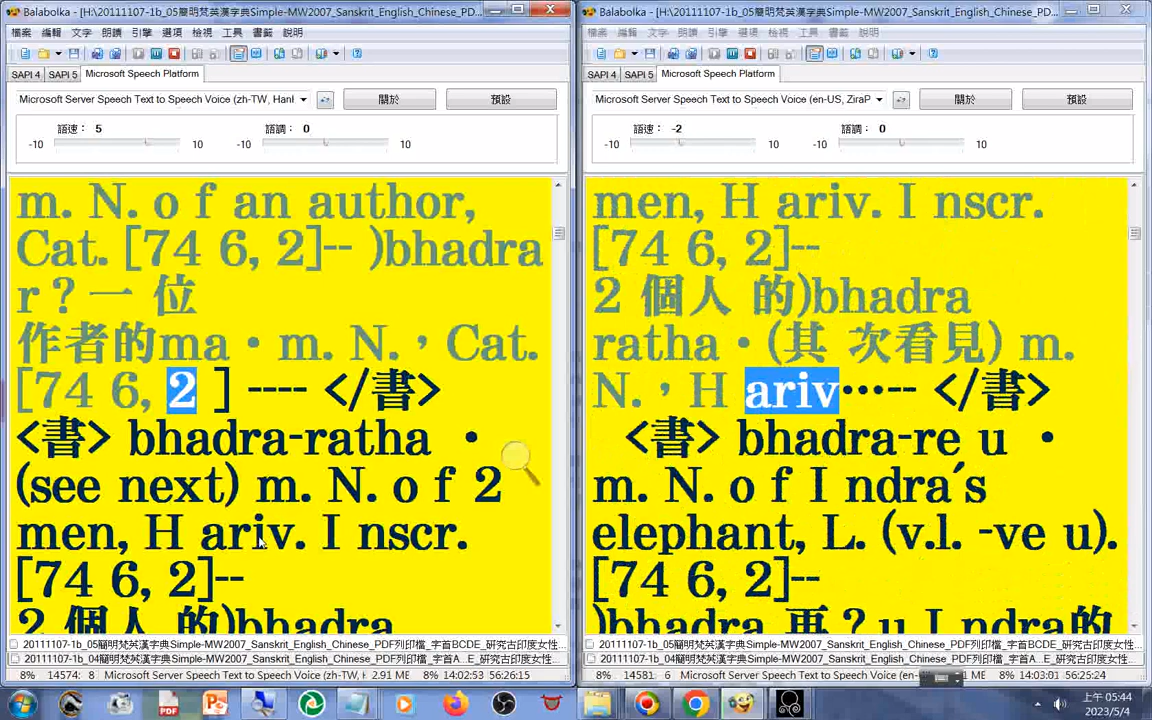 Balabolka - [H:\20111107-1b_05簡明梵英漢字典Simple-MW2007_Sanskrit_English_Chinese_PD...
檔案 編輯 文字 朗讀 引擎 選項 檢視 工具 書籤 說明
SAPI 4 SAPI 5 Microsoft Speech Platform
Microsoft Server Speech Text to Speech Voice (zh-TW, HanI 關於 預設
語速： 5 語調： 0
-10 10 -10 10
m. N. o f an author,
Cat. [74 6, 2]-- )bhadra
r？一 位
作者的ma・m. N.，Cat.
[74 6, 2 ] ---- </書>
<書> bhadra-ratha ・
(see next) m. N. o f 2
men, H ariv. I nscr.
[74 6, 2]--
2 個人 的)bhadra
20111107-1b_05簡明梵英漢字典Simple-MW2007_Sanskrit_English_Chinese_PDF列印檔_字首BCDE_研究古印度女性...
20111107-1b_04簡明梵英漢字典Simple-MW2007_Sanskrit_English_Chinese_PDF列印檔_字首A...E_研究古印度女性...
8% 14574: 8 Microsoft Server Speech Text to Speech Voice (zh-TW, 2.91 ME 8% 14:02:53 56:26:15
Balabolka - [H:\20111107-1b_05簡明梵英漢字典Simple-MW2007_Sanskrit_English_Chinese_PD...
檔案 編輯 文字 朗讀 引擎 選項 檢視 工具 書籤 說明
SAPI 4 SAPI 5 Microsoft Speech Platform
Microsoft Server Speech Text to Speech Voice (en-US, ZiraP 關於 預設
語速： -2 語調： 0
-10 10 -10 10
men, H ariv. I nscr.
[74 6, 2]--
2 個人 的)bhadra
ratha・(其 次看見) m.
N.，H ariv…-- </書>
<書> bhadra-re u ・
m. N. o f I ndra´s
elephant, L. (v.l. -ve u).
[74 6, 2]--
)bhadra 再？u I ndra的
20111107-1b_05簡明梵英漢字典Simple-MW2007_Sanskrit_English_Chinese_PDF列印檔_字首BCDE_研究古印度女性...
20111107-1b_04簡明梵英漢字典Simple-MW2007_Sanskrit_English_Chinese_PDF列印檔_字首A...E_研究古印度女性...
8% 14581: 6 Microsoft Server Speech Text to Speech Voice (en-US, ME 8% 14:03:01 56:25:24
上午 05:44
2023/5/4